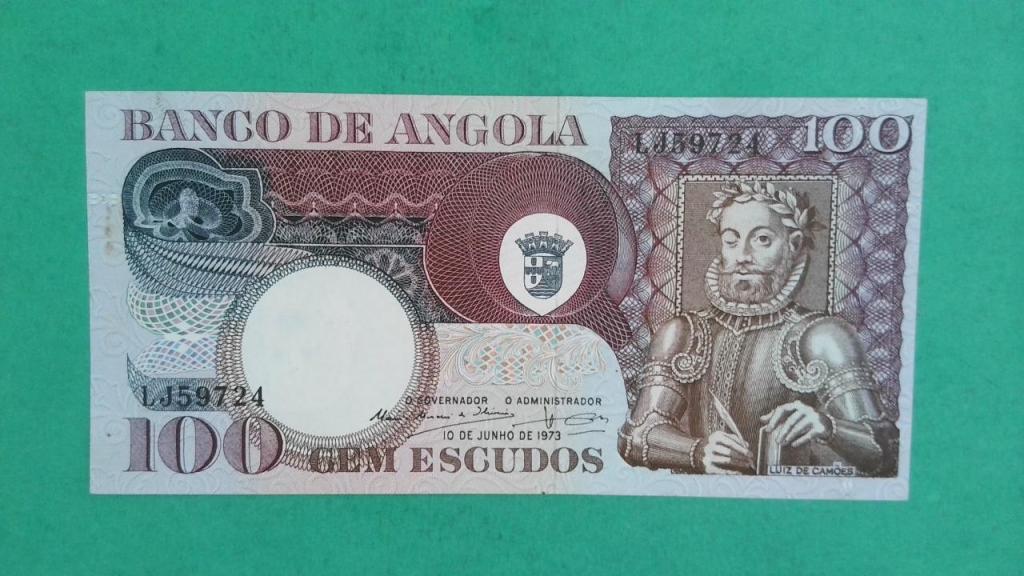 BANCO DE ANGOLA
LJ59724
100
LJ59724
O GOVERNADOR O ADMINISTRADOR
10 DE JUNHO DE 1973
100 CEM ESCUDOS
LUIZ DE CAMÕES